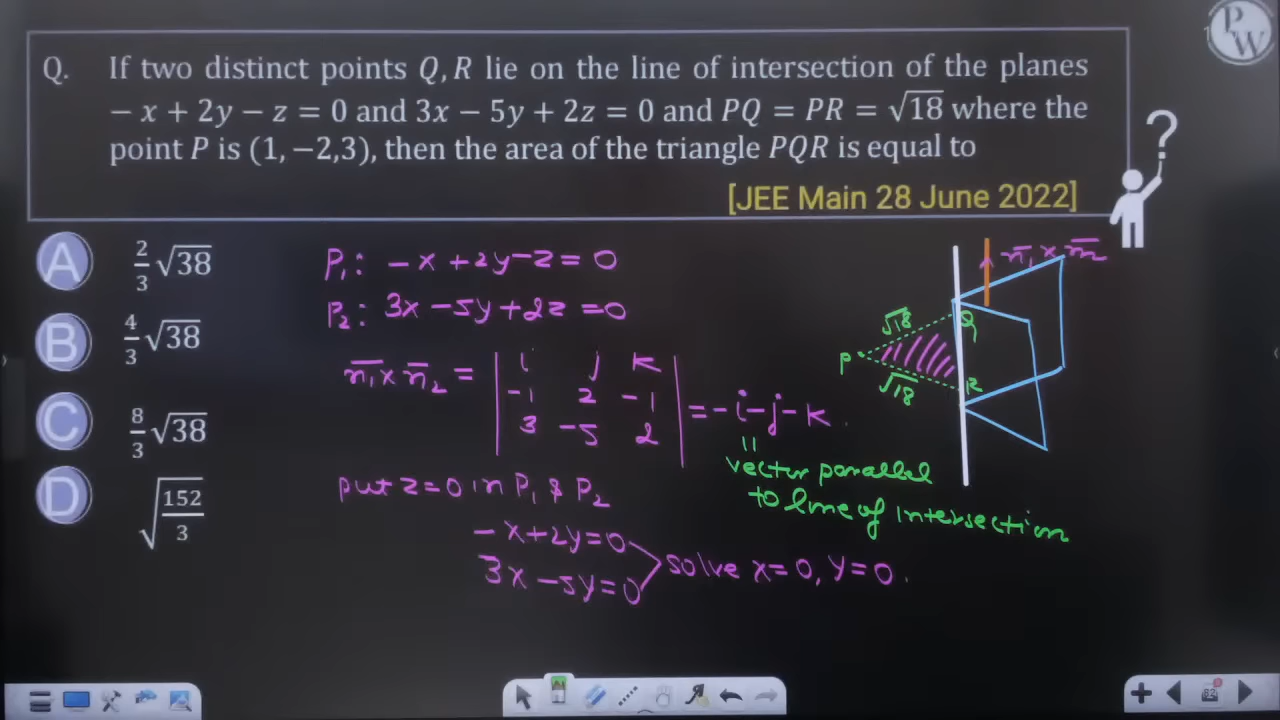 PW
Q. If two distinct points Q, R lie on the line of intersection of the planes
− x + 2y − z = 0 and 3x − 5y + 2z = 0 and PQ = PR = √18 where the
point P is (1, −2,3), then the area of the triangle PQR is equal to
?
[JEE Main 28 June 2022]
A 2/3 √38
B 4/3 √38
C 8/3 √38
D √(152/3)
P₁: −x + 2y − z = 0
P₂: 3x − 5y + 2z = 0
n̄₁ × n̄₂ = | i j k |
| −1 2 −1 |
| 3 −5 2 | = −i − j − k.
||
vector parallel
to line of intersection
put z = 0 in P₁ & P₂
−x + 2y = 0
3x − 5y = 0
solve x = 0, y = 0.
n̄₁ × n̄₂
√18
Q
P
R
√18
82